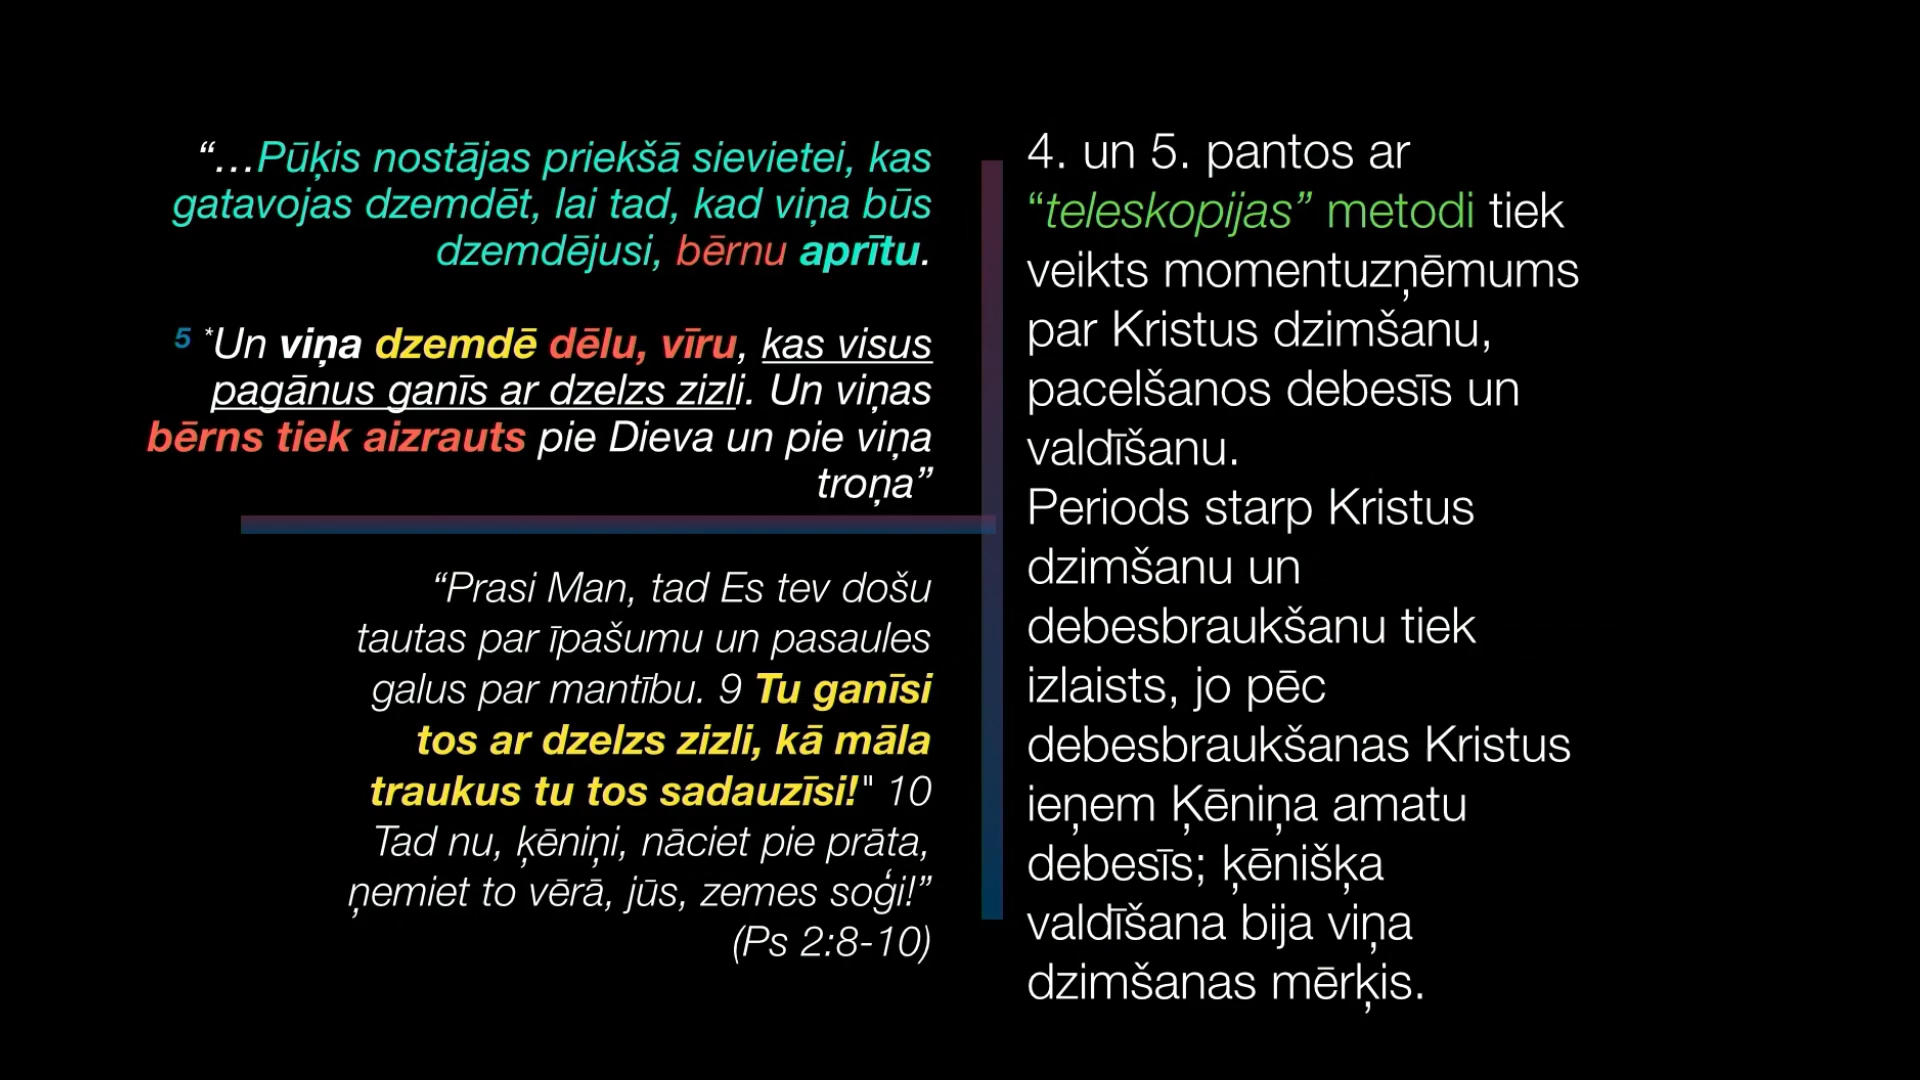 “...Pūķis nostājas priekšā sievietei, kas
gatavojas dzemdēt, lai tad, kad viņa būs
dzemdējusi, bērnu aprītu.
5 *Un viņa dzemdē dēlu, vīru, kas visus
pagānus ganīs ar dzelzs zizli. Un viņas
bērns tiek aizrauts pie Dieva un pie viņa
troņa”
“Prasi Man, tad Es tev došu
tautas par īpašumu un pasaules
galus par mantību. 9 Tu ganīsi
tos ar dzelzs zizli, kā māla
traukus tu tos sadauzīsi!" 10
Tad nu, ķēniņi, nāciet pie prāta,
ņemiet to vērā, jūs, zemes soģi!”
(Ps 2:8-10)
4. un 5. pantos ar
“teleskopijas” metodi tiek
veikts momentuzņēmums
par Kristus dzimšanu,
pacelšanos debesīs un
valdīšanu.
Periods starp Kristus
dzimšanu un
debesbraukšanu tiek
izlaists, jo pēc
debesbraukšanas Kristus
ieņem Ķēniņa amatu
debesīs; ķēnišķa
valdīšana bija viņa
dzimšanas mērķis.